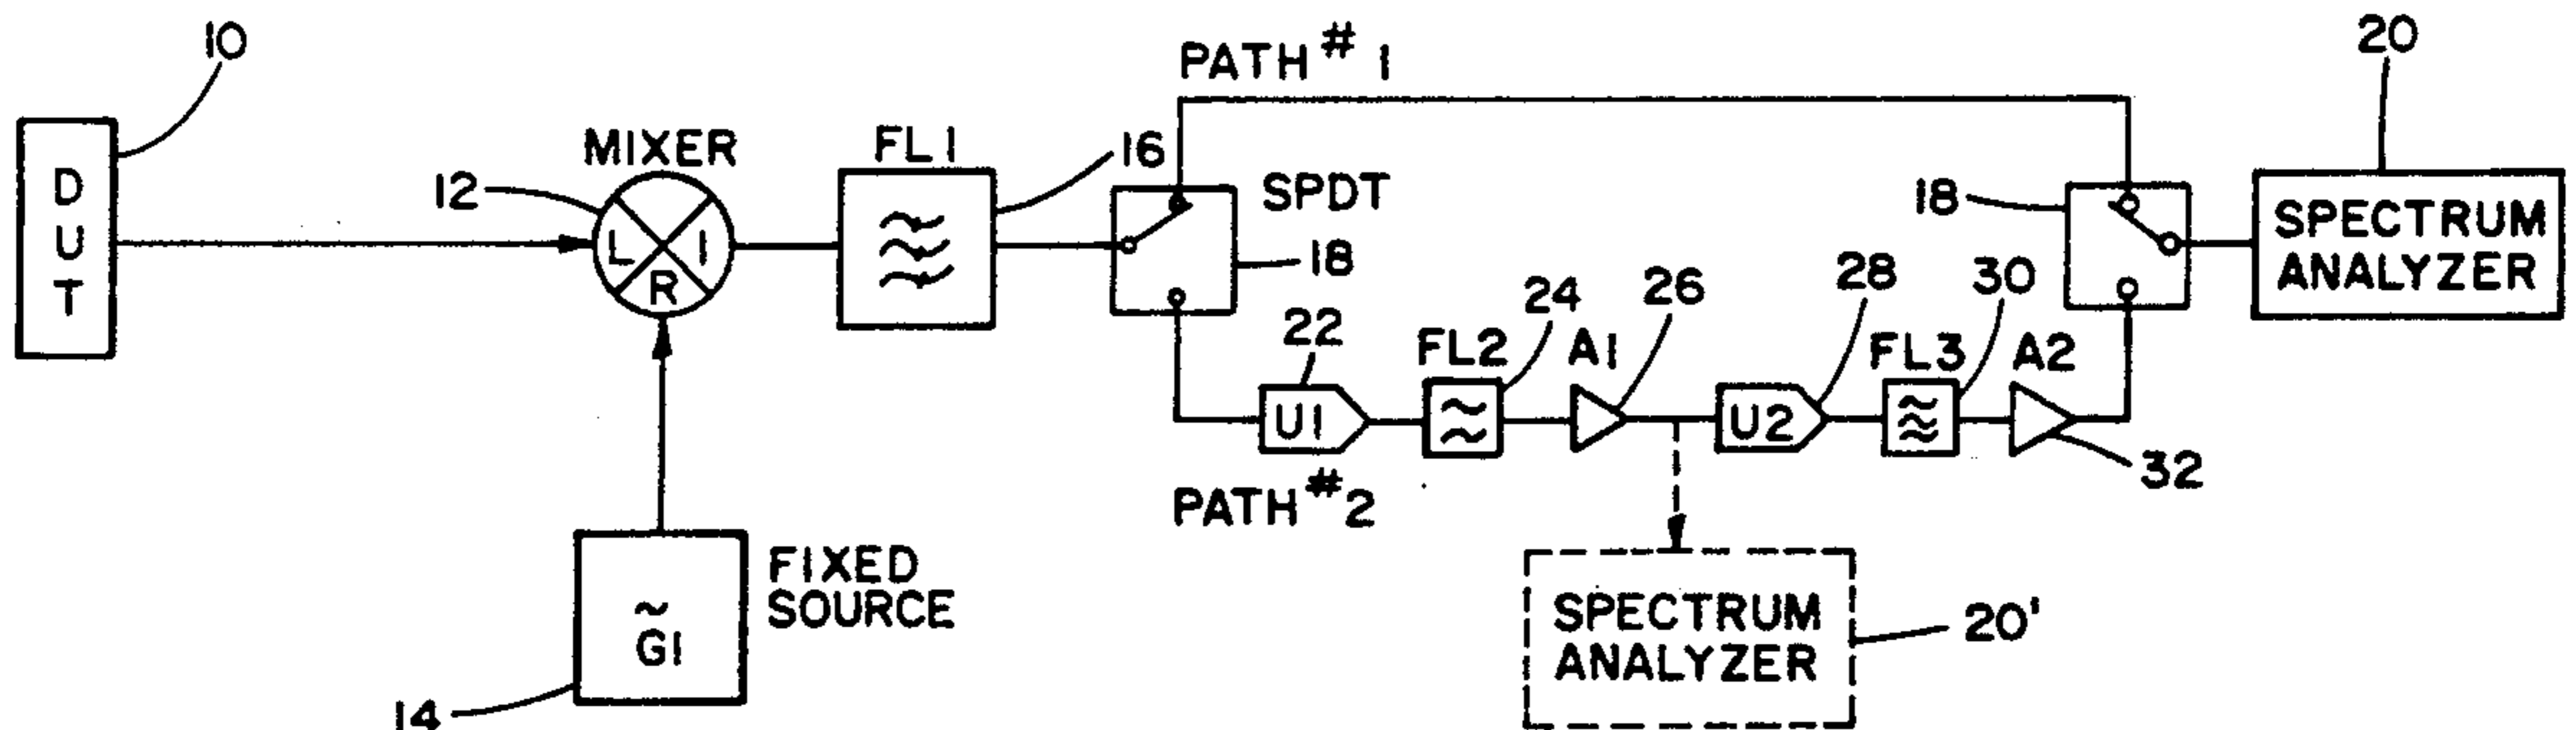 10
DUT
MIXER
12
L
I
R
FL1
16
PATH #1
SPDT
18
20
18
SPECTRUM
ANALYZER
22
U1
FL2
24
A1
26
28
U2
FL3
30
A2
32
PATH #2
FIXED
SOURCE
~
G1
14
SPECTRUM
ANALYZER
20'